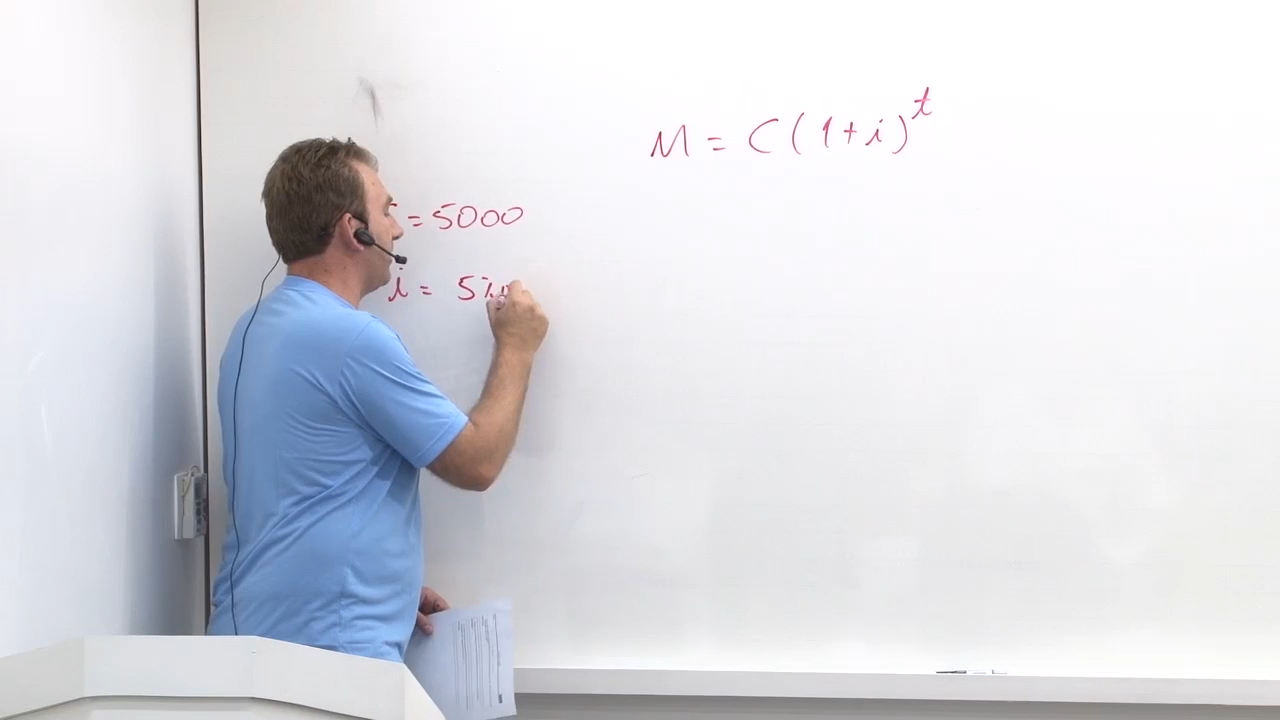 M = C(1+i)^t
= 5000
i = 5%